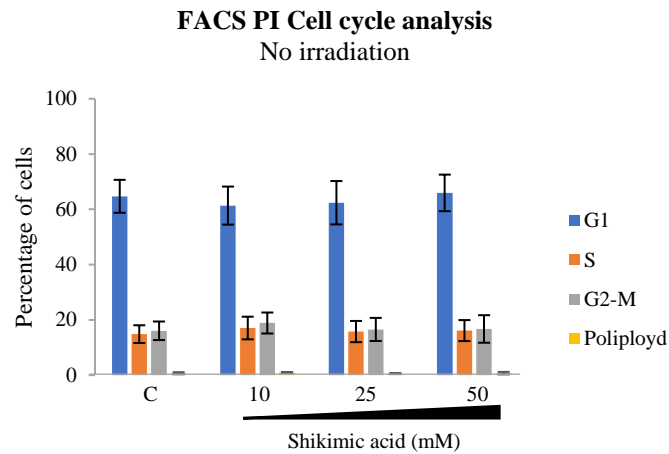 FACS PI Cell cycle analysis
No irradiation
Percentage of cells
100
80
60
40
20
0
C
10
25
50
Shikimic acid (mM)
G1
S
G2-M
Poliployd